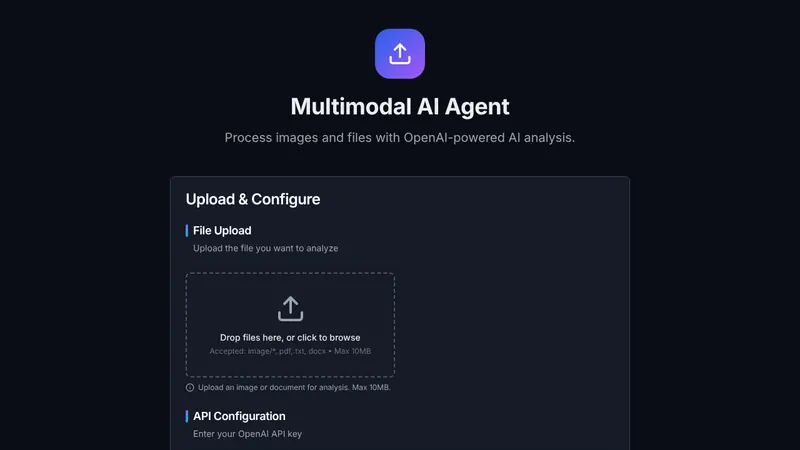 Multimodal AI Agent
Process images and files with OpenAI-powered AI analysis.
Upload & Configure
File Upload
Upload the file you want to analyze
Drop files here, or click to browse
Accepted: image/*,.pdf,.txt,.docx • Max 10MB
Upload an image or document for analysis. Max 10MB.
API Configuration
Enter your OpenAI API key